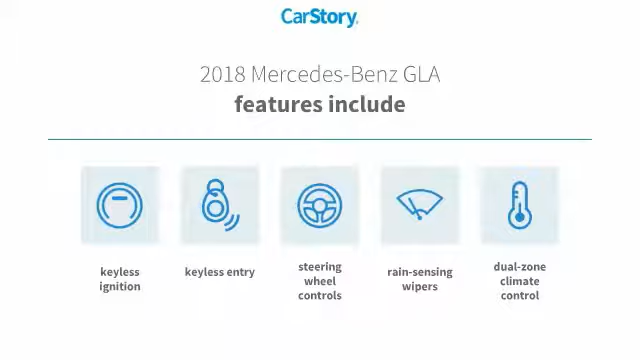 CarStory.
2018 Mercedes-Benz GLA
features include
keyless
ignition
keyless entry
steering
wheel
controls
rain-sensing
wipers
dual-zone
climate
control